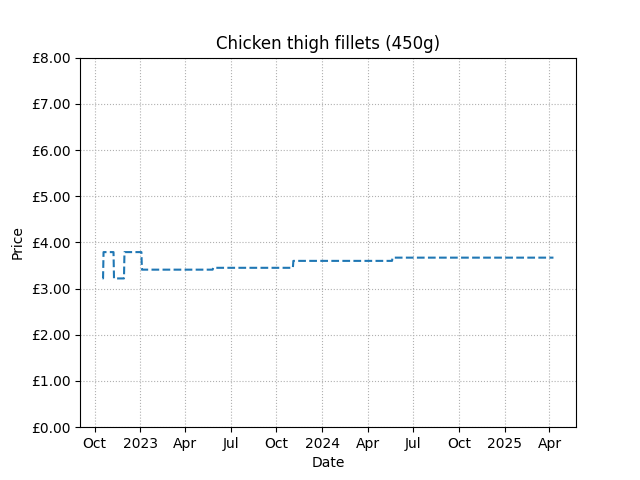 Chicken thigh fillets (450g)
£8.00
£7.00
£6.00
£5.00
£4.00
£3.00
£2.00
£1.00
£0.00
Price
Oct 2023 Apr Jul Oct 2024 Apr Jul Oct 2025 Apr
Date